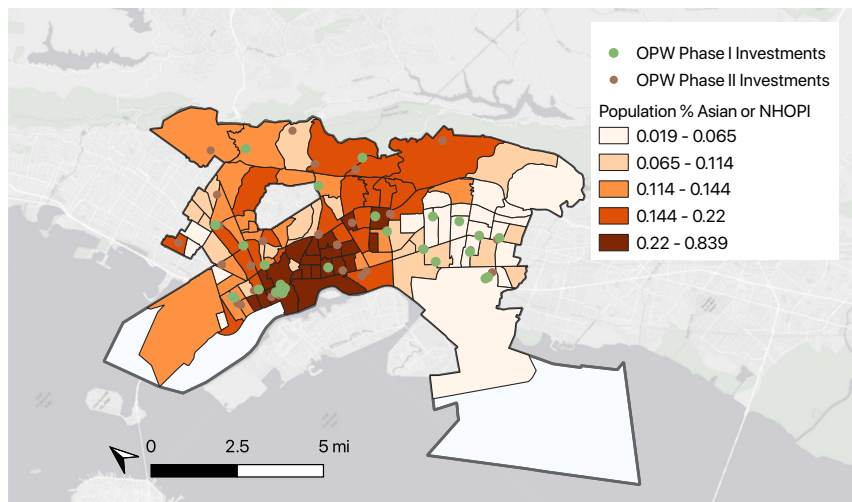 OPW Phase I Investments
OPW Phase II Investments
Population % Asian or NHOPI
0.019 - 0.065
0.065 - 0.114
0.114 - 0.144
0.144 - 0.22
0.22 - 0.839
0 2.5 5 mi